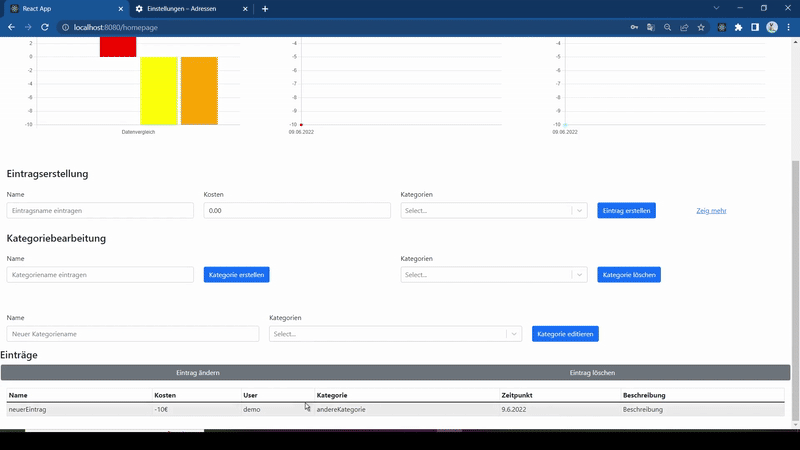 React App
Einstellungen – Adressen
localhost:8080/homepage
2
0
-2
-4
-6
-8
-10
Datenvergleich
-4
-5
-6
-7
-8
-9
-10
09.06.2022
-4
-5
-6
-7
-8
-9
-10
09.06.2022
Eintragserstellung
Name Kosten Kategorien
Eintragsname eintragen 0.00 Select... Eintrag erstellen Zeig mehr
Kategoriebearbeitung
Name Kategorien
Kategoriename eintragen Kategorie erstellen Select... Kategorie löschen
Name Kategorien
Neuer Kategoriename Select... Kategorie editieren
Einträge
Eintrag ändern Eintrag löschen
Name Kosten User Kategorie Zeitpunkt Beschreibung
neuerEintrag -10€ demo andereKategorie 9.6.2022 Beschreibung